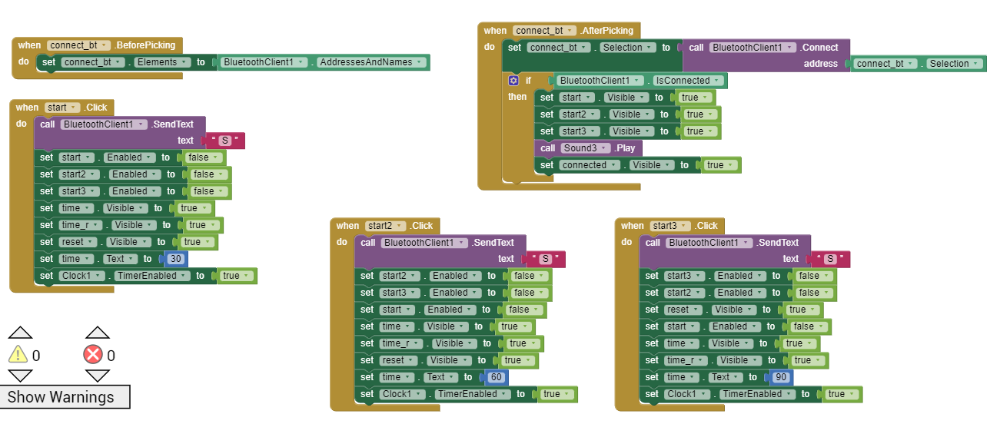 when connect_bt .BeforePicking
do set connect_bt . Elements to BluetoothClient1 . AddressesAndNames
when start .Click
do call BluetoothClient1 .SendText
text " S "
set start . Enabled to false
set start2 . Enabled to false
set start3 . Enabled to false
set time . Visible to true
set time_r . Visible to true
set reset . Visible to true
set time . Text to 30
set Clock1 . TimerEnabled to true
when connect_bt .AfterPicking
do set connect_bt . Selection to call BluetoothClient1 .Connect
address connect_bt . Selection
if BluetoothClient1 . IsConnected
then set start . Visible to true
set start2 . Visible to true
set start3 . Visible to true
call Sound3 .Play
set connected . Visible to true
when start2 .Click
do call BluetoothClient1 .SendText
text " S "
set start2 . Enabled to false
set start3 . Enabled to false
set start . Enabled to false
set time . Visible to true
set time_r . Visible to true
set reset . Visible to true
set time . Text to 60
set Clock1 . TimerEnabled to true
when start3 .Click
do call BluetoothClient1 .SendText
text " S "
set start3 . Enabled to false
set start2 . Enabled to false
set reset . Visible to true
set start . Enabled to false
set time . Visible to true
set time_r . Visible to true
set time . Text to 90
set Clock1 . TimerEnabled to true
0 0
Show Warnings